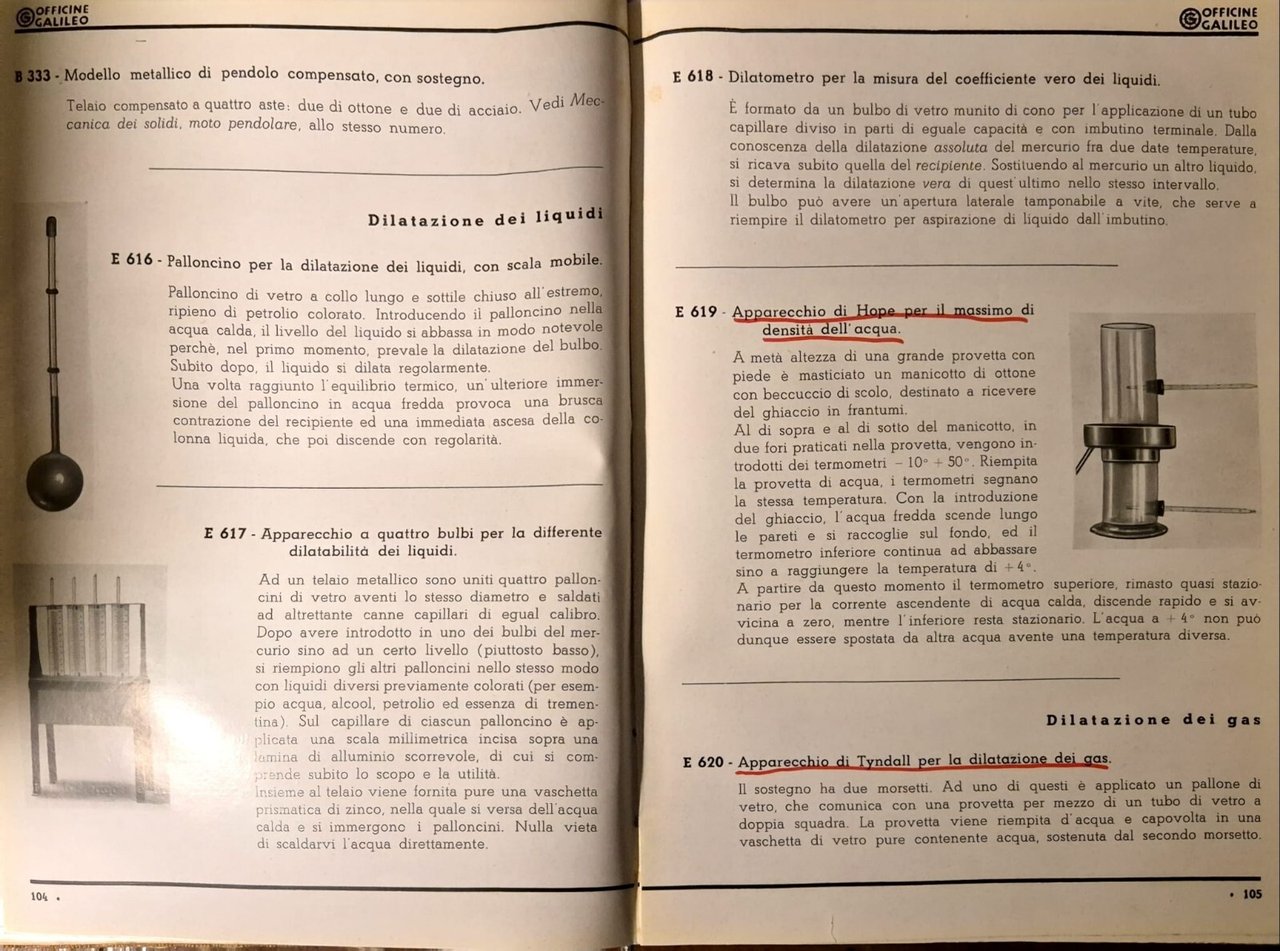 OFFICINE
GALILEO
B 333 - Modello metallico di pendolo compensato, con sostegno.
Telaio compensato a quattro aste: due di ottone e due di acciaio. Vedi Mec-
canica dei solidi, moto pendolare, allo stesso numero.
Dilatazione dei liquidi
E 616 - Palloncino per la dilatazione dei liquidi, con scala mobile.
Palloncino di vetro a collo lungo e sottile chiuso all'estremo,
ripieno di petrolio colorato. Introducendo il palloncino nella
acqua calda, il livello del liquido si abbassa in modo notevole
perchè, nel primo momento, prevale la dilatazione del bulbo.
Subito dopo, il liquido si dilata regolarmente.
Una volta raggiunto l'equilibrio termico, un'ulteriore immer-
sione del palloncino in acqua fredda provoca una brusca
contrazione del recipiente ed una immediata ascesa della co-
lonna liquida, che poi discende con regolarità.
E 617 - Apparecchio a quattro bulbi per la differente
dilatabilità dei liquidi.
Ad un telaio metallico sono uniti quattro pallon-
cini di vetro aventi lo stesso diametro e saldati
ad altrettante canne capillari di egual calibro.
Dopo avere introdotto in uno dei bulbi del mer-
curio sino ad un certo livello (piuttosto basso),
si riempiono gli altri palloncini nello stesso modo
con liquidi diversi previamente colorati (per esem-
pio acqua, alcool, petrolio ed essenza di tremen-
tina). Sul capillare di ciascun palloncino è ap-
plicata una scala millimetrica incisa sopra una
lamina di alluminio scorrevole, di cui si com-
prende subito lo scopo e la utilità.
Insieme al telaio viene fornita pure una vaschetta
prismatica di zinco, nella quale si versa dell'acqua
calda e si immergono i palloncini. Nulla vieta
di scaldarvi l'acqua direttamente.
104 •
OFFICINE
GALILEO
E 618 - Dilatometro per la misura del coefficiente vero dei liquidi.
È formato da un bulbo di vetro munito di cono per l'applicazione di un tubo
capillare diviso in parti di eguale capacità e con imbutino terminale. Dalla
conoscenza della dilatazione assoluta del mercurio fra due date temperature,
si ricava subito quella del recipiente. Sostituendo al mercurio un altro liquido,
si determina la dilatazione vera di quest'ultimo nello stesso intervallo.
Il bulbo può avere un'apertura laterale tamponabile a vite, che serve a
riempire il dilatometro per aspirazione di liquido dall'imbutino.
E 619 - Apparecchio di Hope per il massimo di
densità dell'acqua.
A metà altezza di una grande provetta con
piede è masticiato un manicotto di ottone
con beccuccio di scolo, destinato a ricevere
del ghiaccio in frantumi.
Al di sopra e al di sotto del manicotto, in
due fori praticati nella provetta, vengono in-
trodotti dei termometri - 10° + 50°. Riempita
la provetta di acqua, i termometri segnano
la stessa temperatura. Con la introduzione
del ghiaccio, l'acqua fredda scende lungo
le pareti e si raccoglie sul fondo, ed il
termometro inferiore continua ad abbassare
sino a raggiungere la temperatura di + 4°.
A partire da questo momento il termometro superiore, rimasto quasi stazio-
nario per la corrente ascendente di acqua calda, discende rapido e si av-
vicina a zero, mentre l'inferiore resta stazionario. L'acqua a + 4° non può
dunque essere spostata da altra acqua avente una temperatura diversa.
Dilatazione dei gas
E 620 - Apparecchio di Tyndall per la dilatazione dei gas.
Il sostegno ha due morsetti. Ad uno di questi è applicato un pallone di
vetro, che comunica con una provetta per mezzo di un tubo di vetro a
doppia squadra. La provetta viene riempita d'acqua e capovolta in una
vaschetta di vetro pure contenente acqua, sostenuta dal secondo morsetto.
• 105